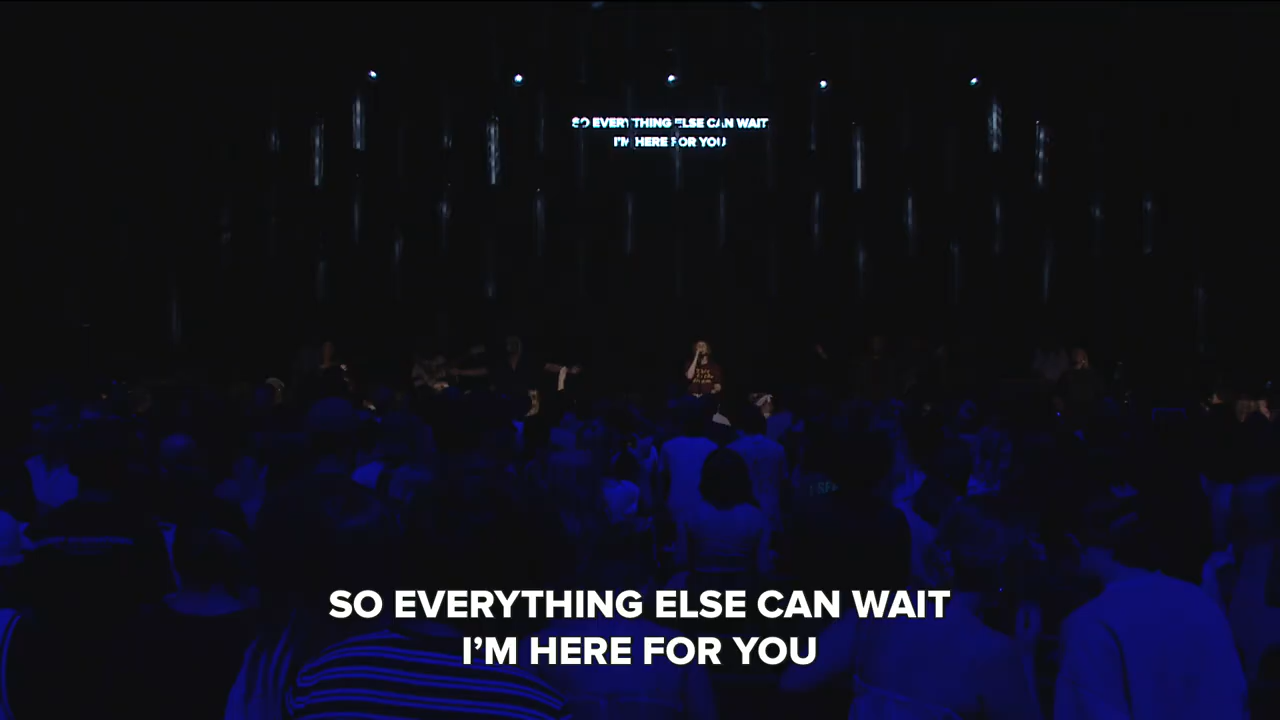 SO EVERYTHING ELSE CAN WAIT
I'M HERE FOR YOU
SO EVERYTHING ELSE CAN WAIT
I’M HERE FOR YOU